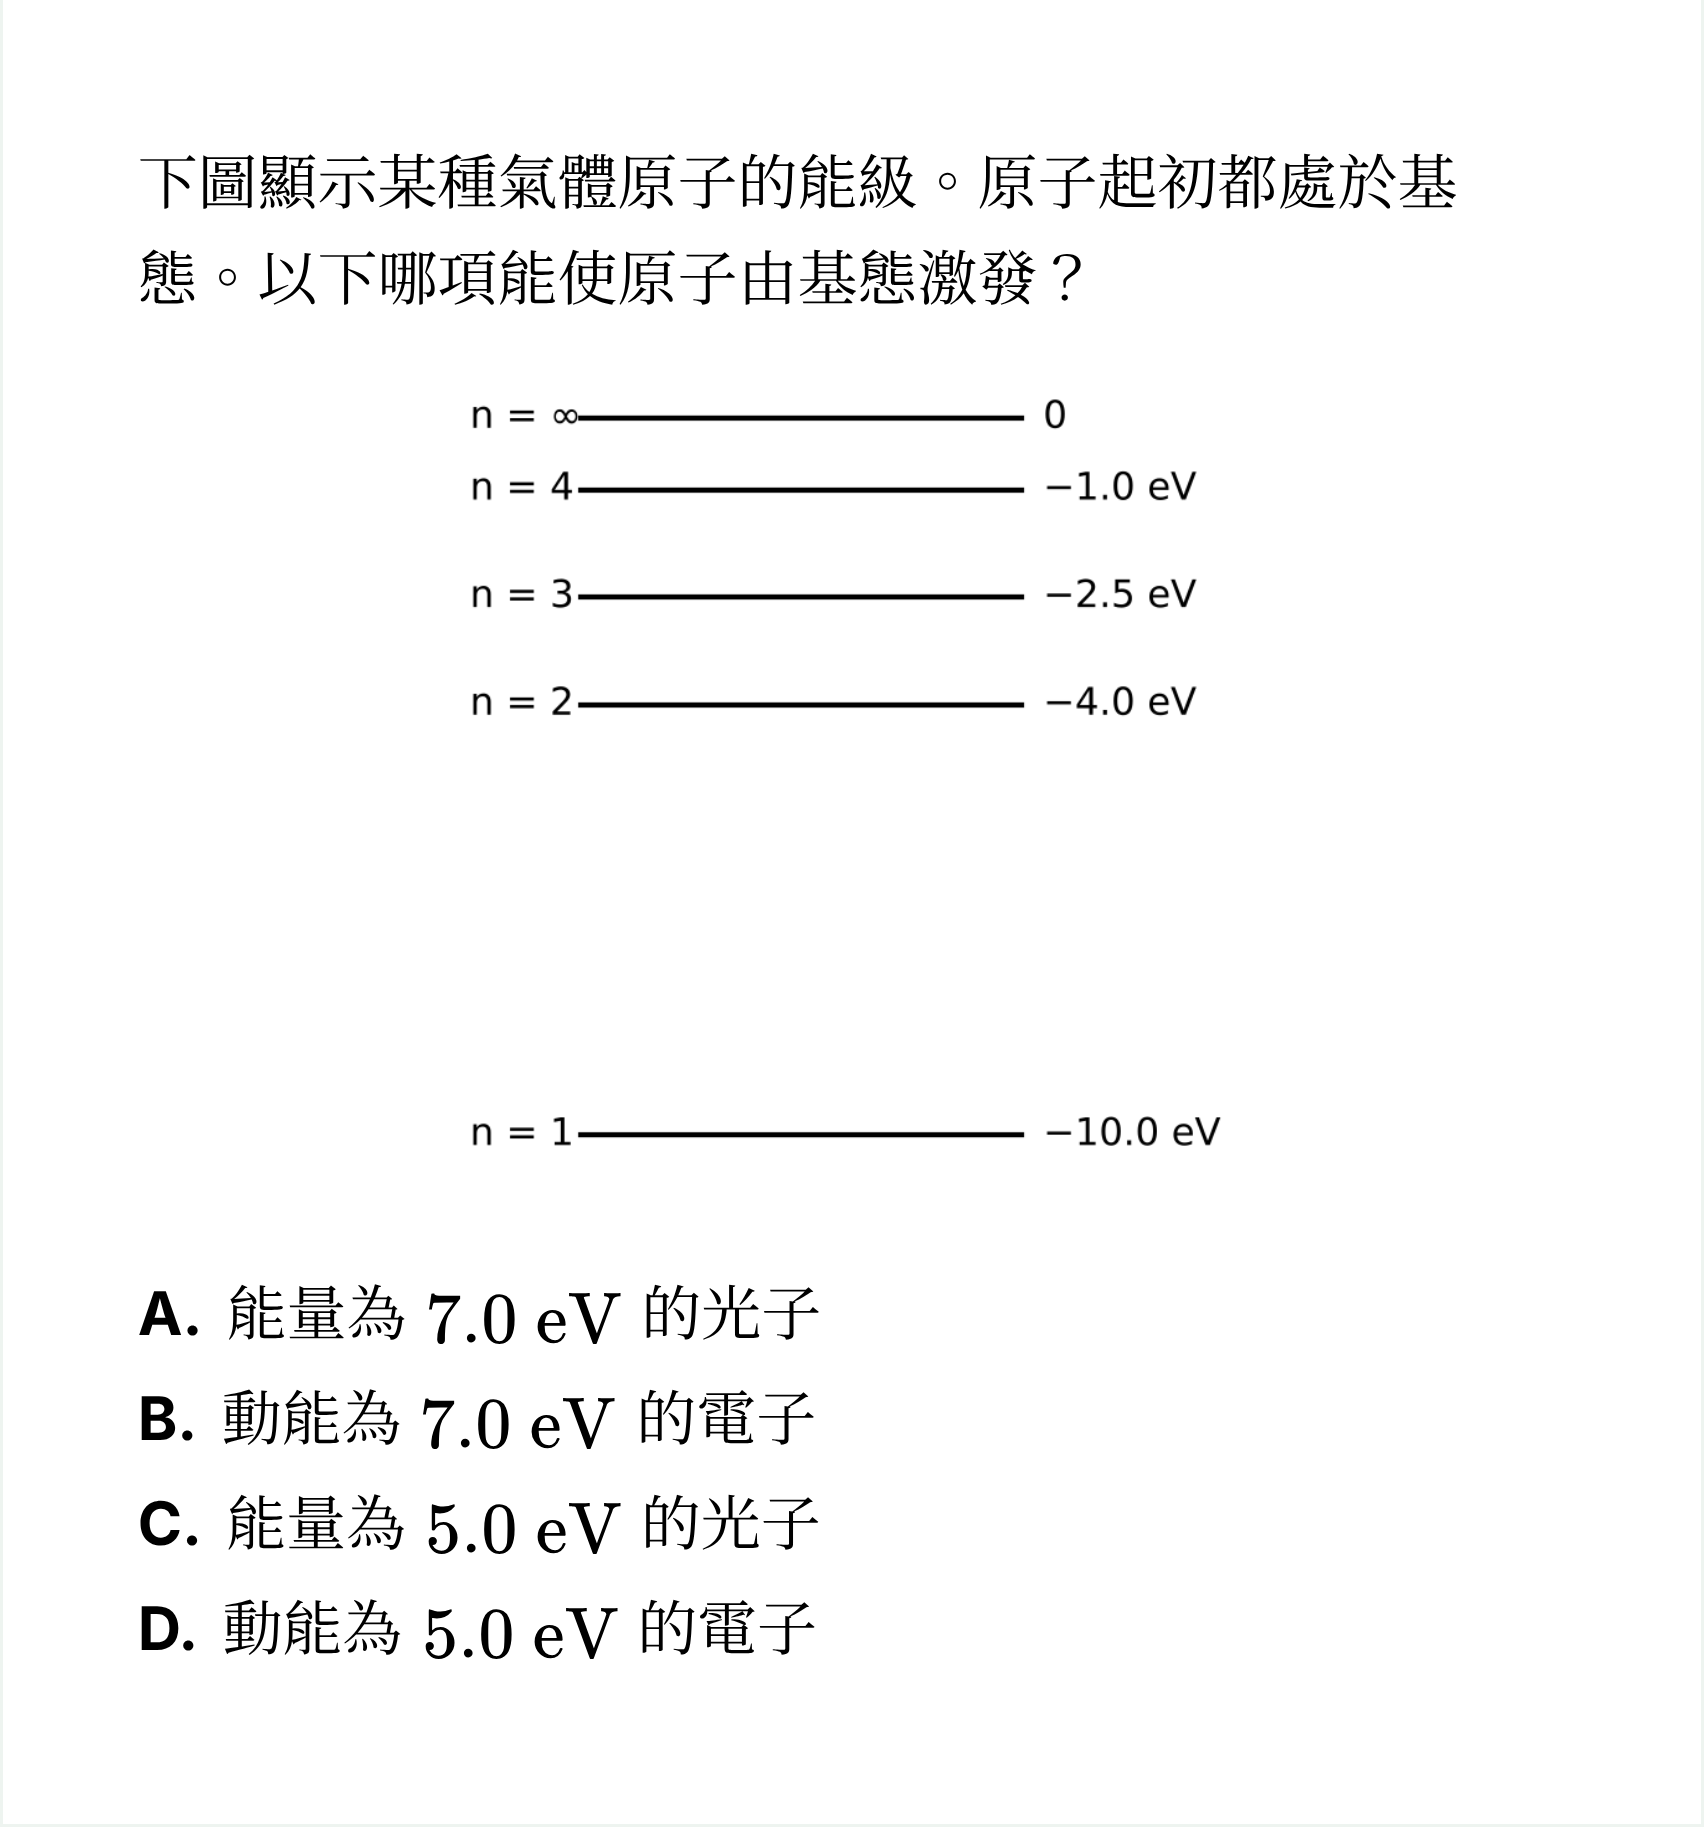 下圖顯示某種氣體原子的能級。原子起初都處於基
態。以下哪項能使原子由基態激發？
n = ∞ 0
n = 4 −1.0 eV
n = 3 −2.5 eV
n = 2 −4.0 eV
n = 1 −10.0 eV
A. 能量為 7.0 eV 的光子
B. 動能為 7.0 eV 的電子
C. 能量為 5.0 eV 的光子
D. 動能為 5.0 eV 的電子